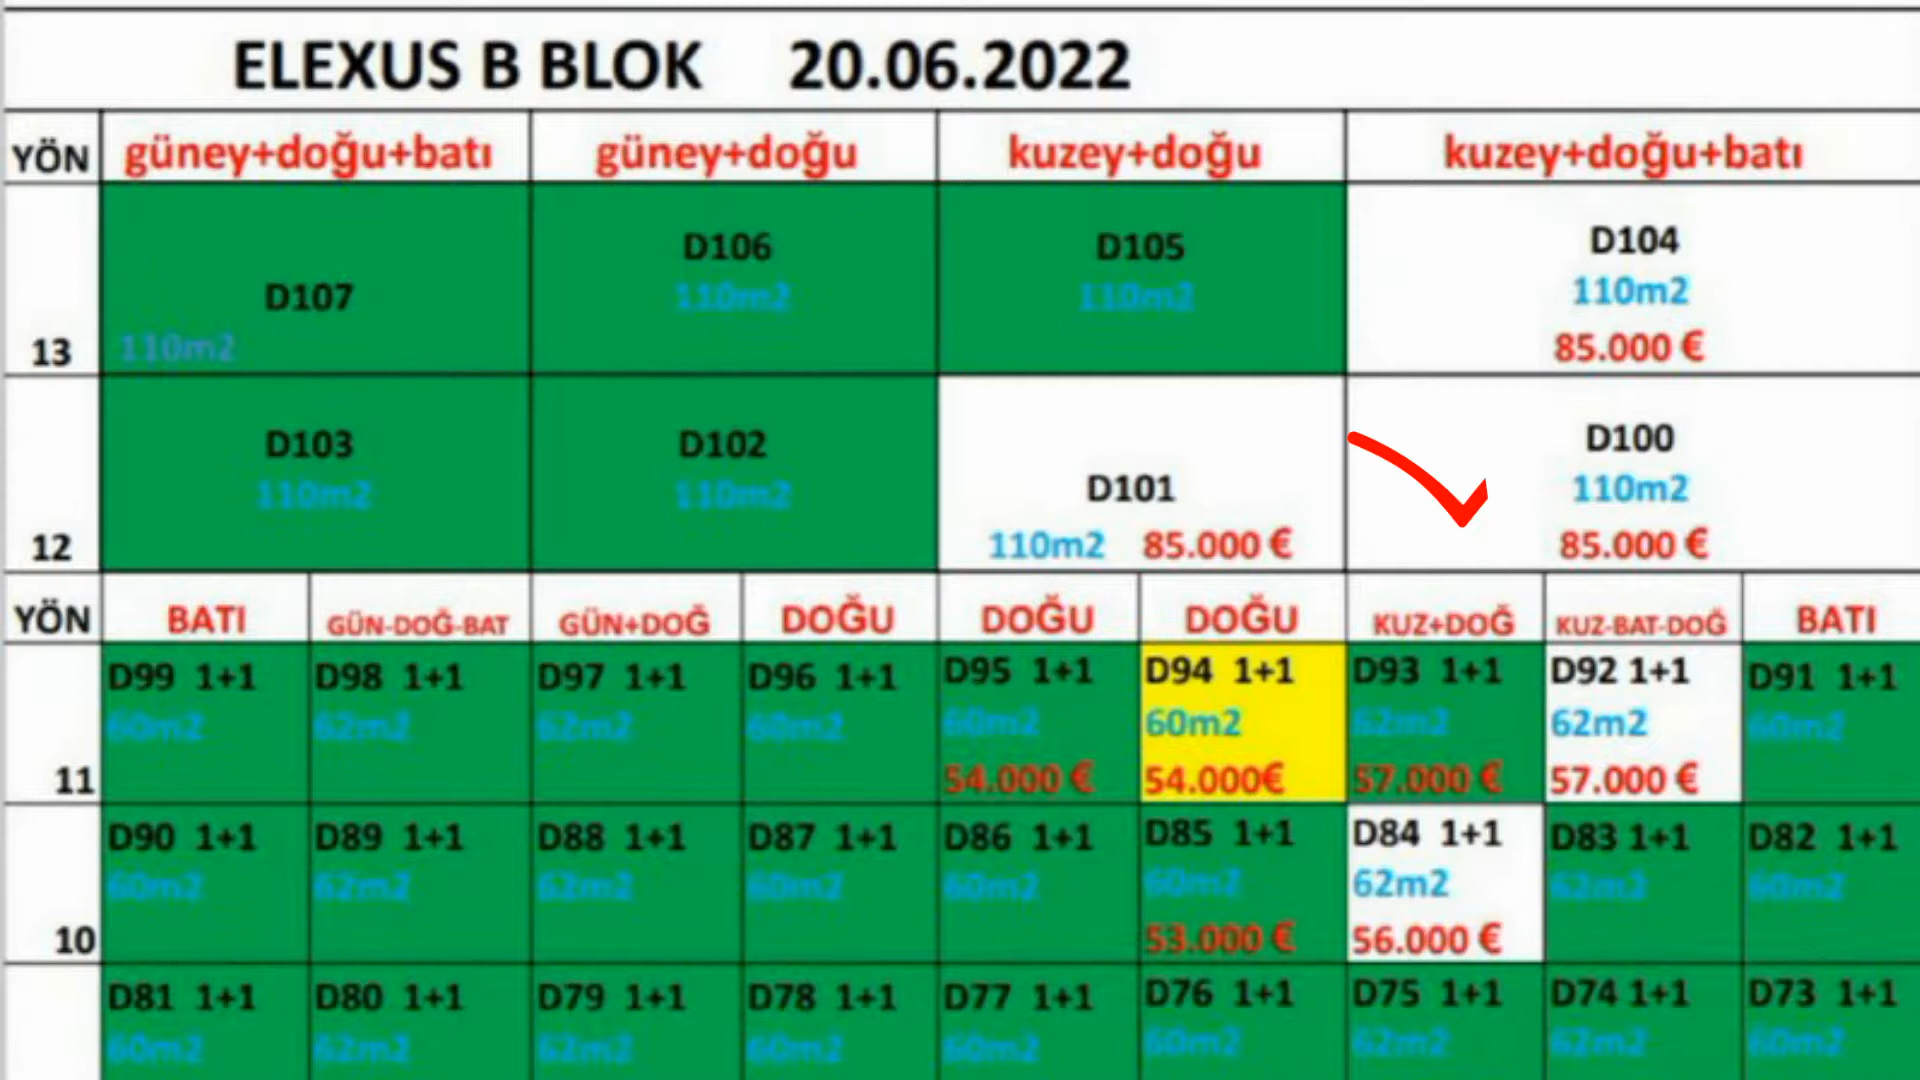 ELEXUS B BLOK 20.06.2022
YÖN güney+doğu+batı güney+doğu kuzey+doğu kuzey+doğu+batı
D106 D105 D104
110m2 110m2 110m2
D107
13 110m2 85.000 €
D103 D102 D100
110m2 110m2 D101 110m2
12 110m2 85.000 € 85.000 €
YÖN BATI GÜN-DOĞ-BAT GÜN+DOĞ DOĞU DOĞU DOĞU KUZ+DOĞ KUZ-BAT-DOĞ BATI
D99 1+1 D98 1+1 D97 1+1 D96 1+1 D95 1+1 D94 1+1 D93 1+1 D92 1+1 D91 1+1
60m2 62m2 62m2 60m2 60m2 60m2 62m2 62m2 60m2
11 54.000 € 54.000€ 57.000 € 57.000 €
D90 1+1 D89 1+1 D88 1+1 D87 1+1 D86 1+1 D85 1+1 D84 1+1 D83 1+1 D82 1+1
60m2 62m2 62m2 60m2 60m2 60m2 62m2 62m2 60m2
10 53.000 € 56.000 €
D81 1+1 D80 1+1 D79 1+1 D78 1+1 D77 1+1 D76 1+1 D75 1+1 D74 1+1 D73 1+1
60m2 62m2 62m2 60m2 60m2 60m2 62m2 62m2 60m2